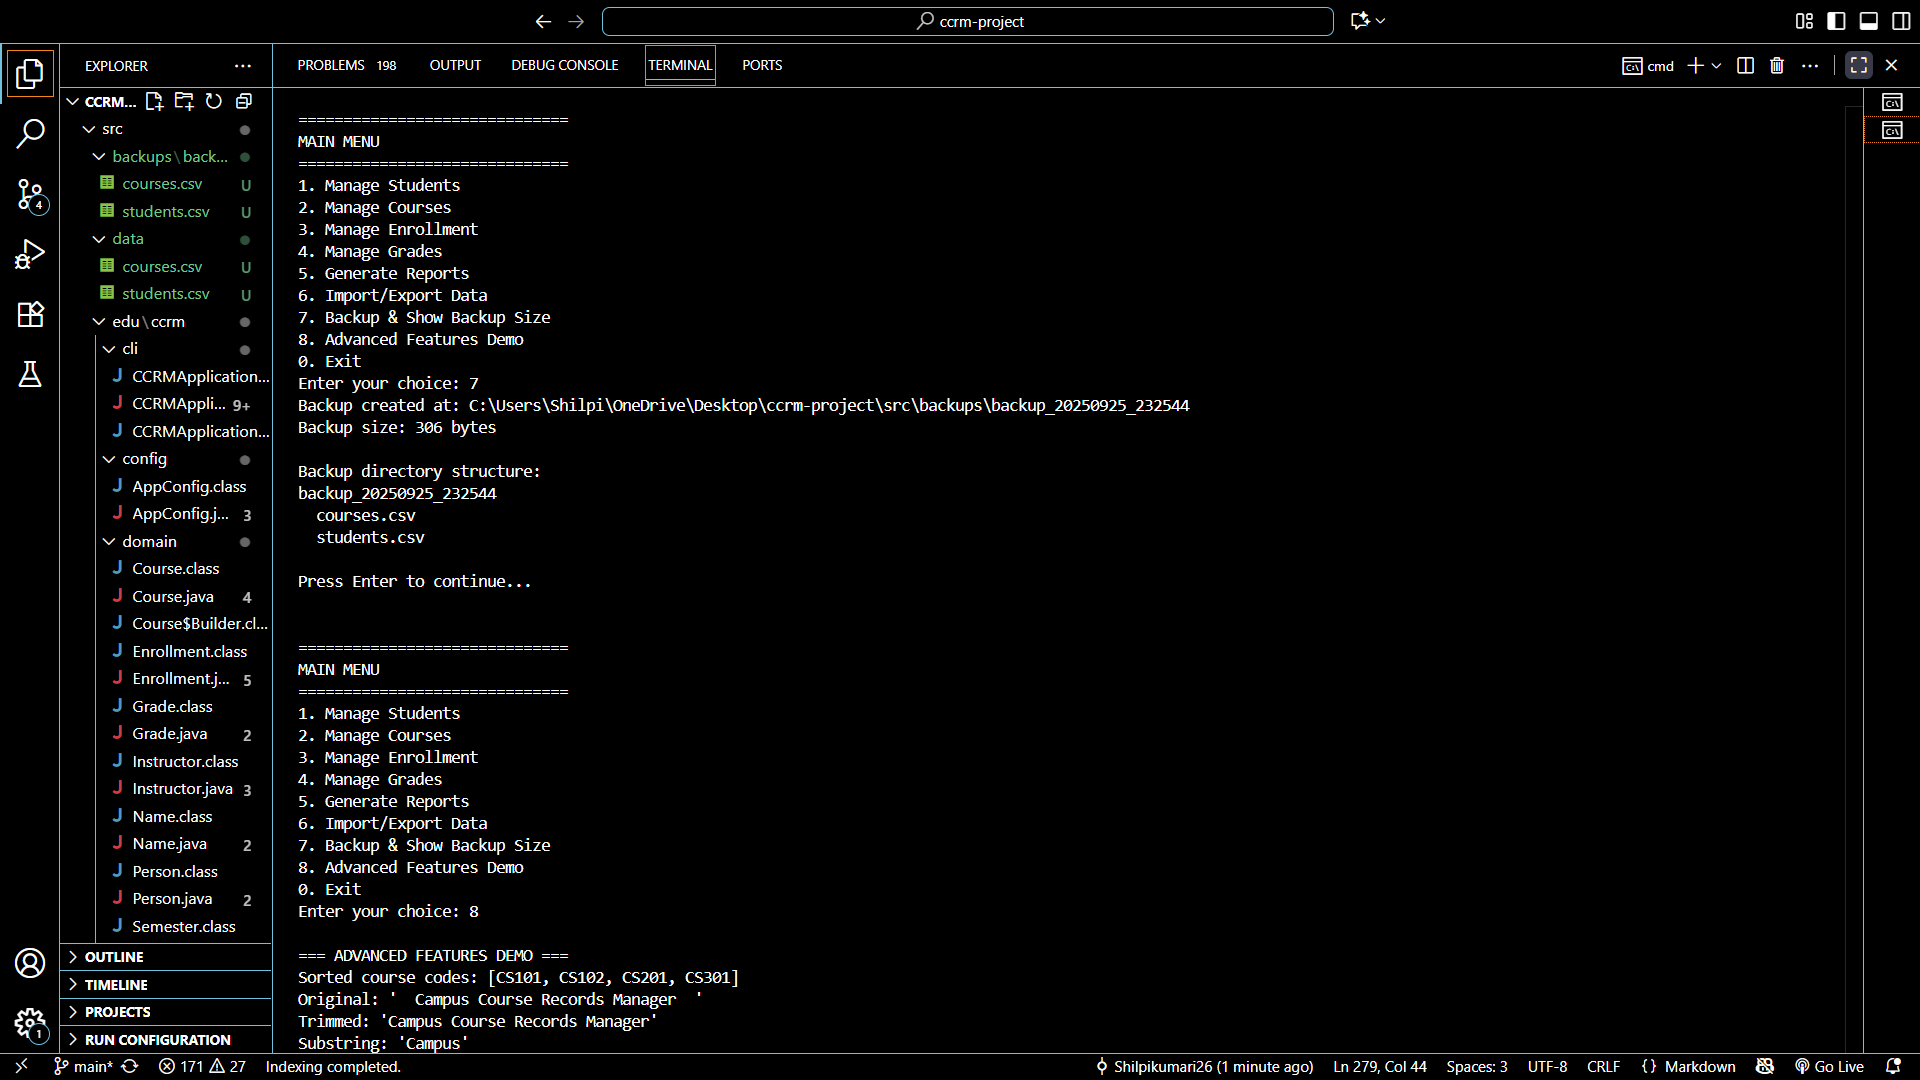 ccrm-project
EXPLORER
PROBLEMS 198 OUTPUT DEBUG CONSOLE TERMINAL PORTS
cmd
CCRM...
src
backups\back...
courses.csv U
students.csv U
data
courses.csv U
students.csv U
edu\ccrm
cli
CCRMApplication...
CCRMAppli... 9+
CCRMApplication...
config
AppConfig.class
AppConfig.j... 3
domain
Course.class
Course.java 4
Course$Builder.cl...
Enrollment.class
Enrollment.j... 5
Grade.class
Grade.java 2
Instructor.class
Instructor.java 3
Name.class
Name.java 2
Person.class
Person.java 2
Semester.class
OUTLINE
TIMELINE
PROJECTS
RUN CONFIGURATION
4
1
==============================
MAIN MENU
==============================
1. Manage Students
2. Manage Courses
3. Manage Enrollment
4. Manage Grades
5. Generate Reports
6. Import/Export Data
7. Backup & Show Backup Size
8. Advanced Features Demo
0. Exit
Enter your choice: 7
Backup created at: C:\Users\Shilpi\OneDrive\Desktop\ccrm-project\src\backups\backup_20250925_232544
Backup size: 306 bytes
Backup directory structure:
backup_20250925_232544
courses.csv
students.csv
Press Enter to continue...
==============================
MAIN MENU
==============================
1. Manage Students
2. Manage Courses
3. Manage Enrollment
4. Manage Grades
5. Generate Reports
6. Import/Export Data
7. Backup & Show Backup Size
8. Advanced Features Demo
0. Exit
Enter your choice: 8
=== ADVANCED FEATURES DEMO ===
Sorted course codes: [CS101, CS102, CS201, CS301]
Original: '  Campus Course Records Manager  '
Trimmed: 'Campus Course Records Manager'
Substring: 'Campus'
main* 171 27 Indexing completed. Shilpikumari26 (1 minute ago) Ln 279, Col 44 Spaces: 3 UTF-8 CRLF {} Markdown Go Live